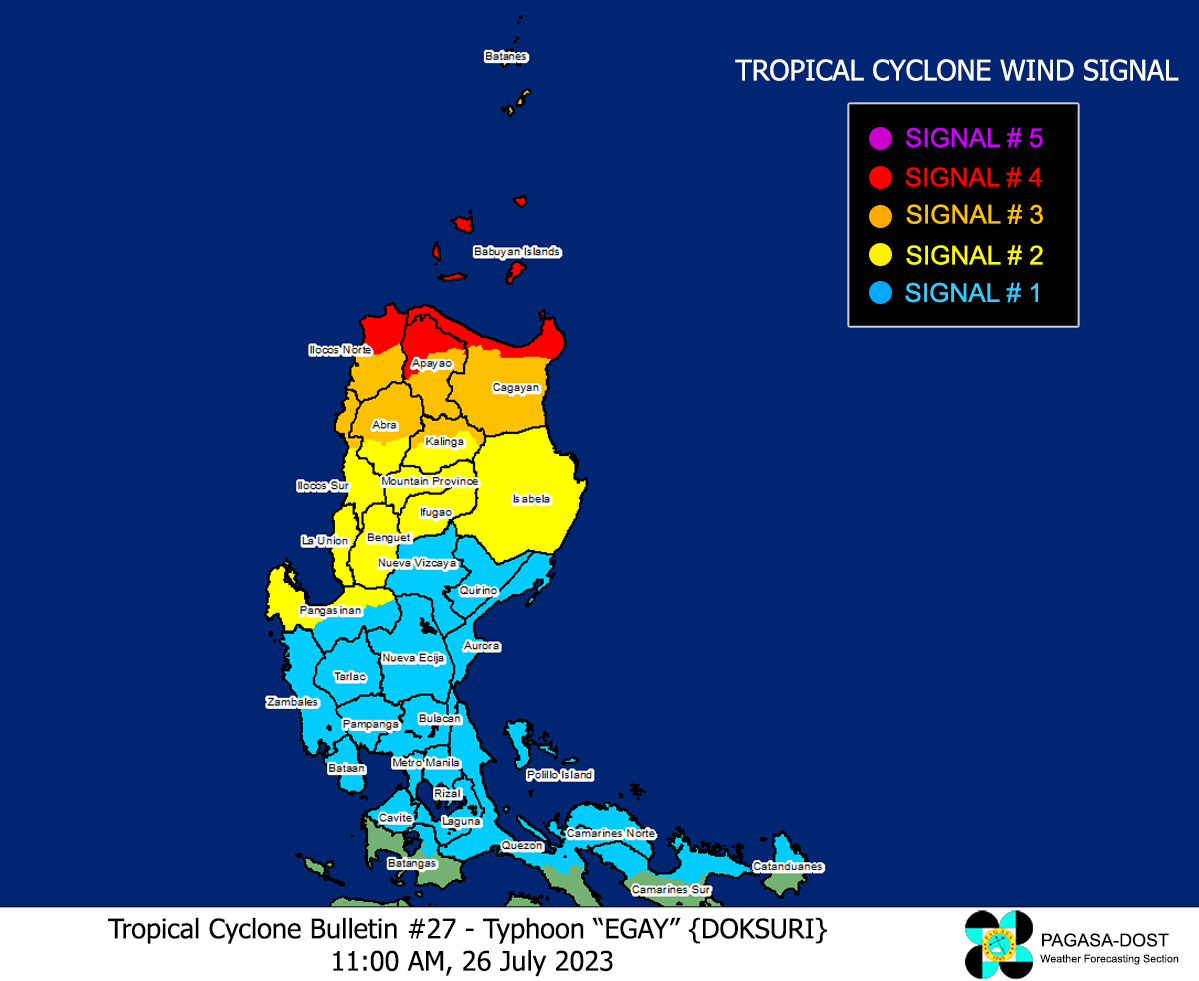 Batanes
TROPICAL CYCLONE WIND SIGNAL
SIGNAL # 5
SIGNAL # 4
SIGNAL # 3
SIGNAL # 2
SIGNAL # 1
Babuyan Islands
Ilocos Norte
Apayao
Cagayan
Abra
Kalinga
Ilocos Sur
Mountain Province
Isabela
Ifugao
La Union
Benguet
Nueva Vizcaya
Quirino
Pangasinan
Aurora
Nueva Ecija
Tarlac
Zambales
Pampanga
Bulacan
Bataan
Metro Manila
Polillo Island
Rizal
Cavite
Laguna
Camarines Norte
Quezon
Batangas
Catanduanes
Camarines Sur
Tropical Cyclone Bulletin #27 - Typhoon “EGAY” {DOKSURI}
11:00 AM, 26 July 2023
PAGASA-DOST
Weather Forecasting Section